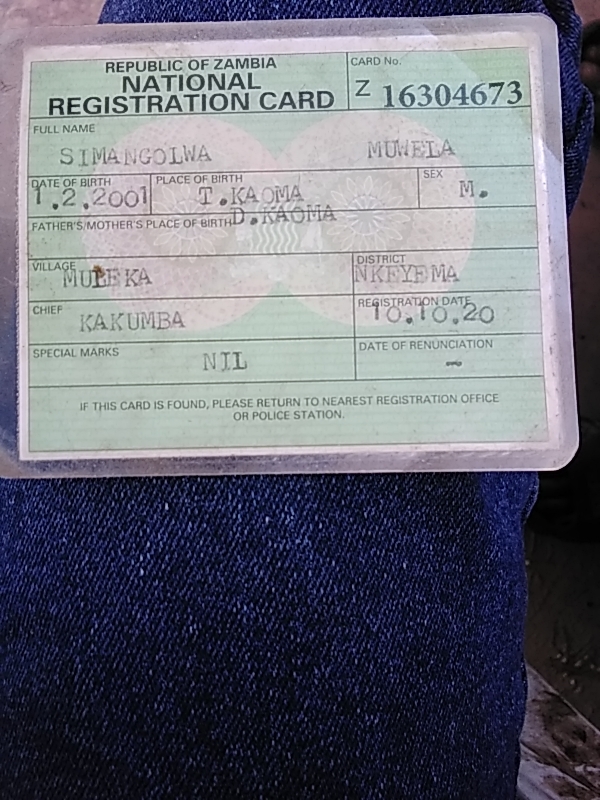 REPUBLIC OF ZAMBIA
NATIONAL
REGISTRATION CARD
CARD No.
Z 16304673
FULL NAME
SIMANGOLWA MUWELA
DATE OF BIRTH
1.2.2001
PLACE OF BIRTH
T.KAOMA
SEX
M.
FATHER'S/MOTHER'S PLACE OF BIRTH
D.KAOMA
VILLAGE
MULEKA
DISTRICT
NKEYEMA
CHIEF
KAKUMBA
REGISTRATION DATE
10.10.20
SPECIAL MARKS
NIL
DATE OF RENUNCIATION
-
IF THIS CARD IS FOUND, PLEASE RETURN TO NEAREST REGISTRATION OFFICE
OR POLICE STATION.